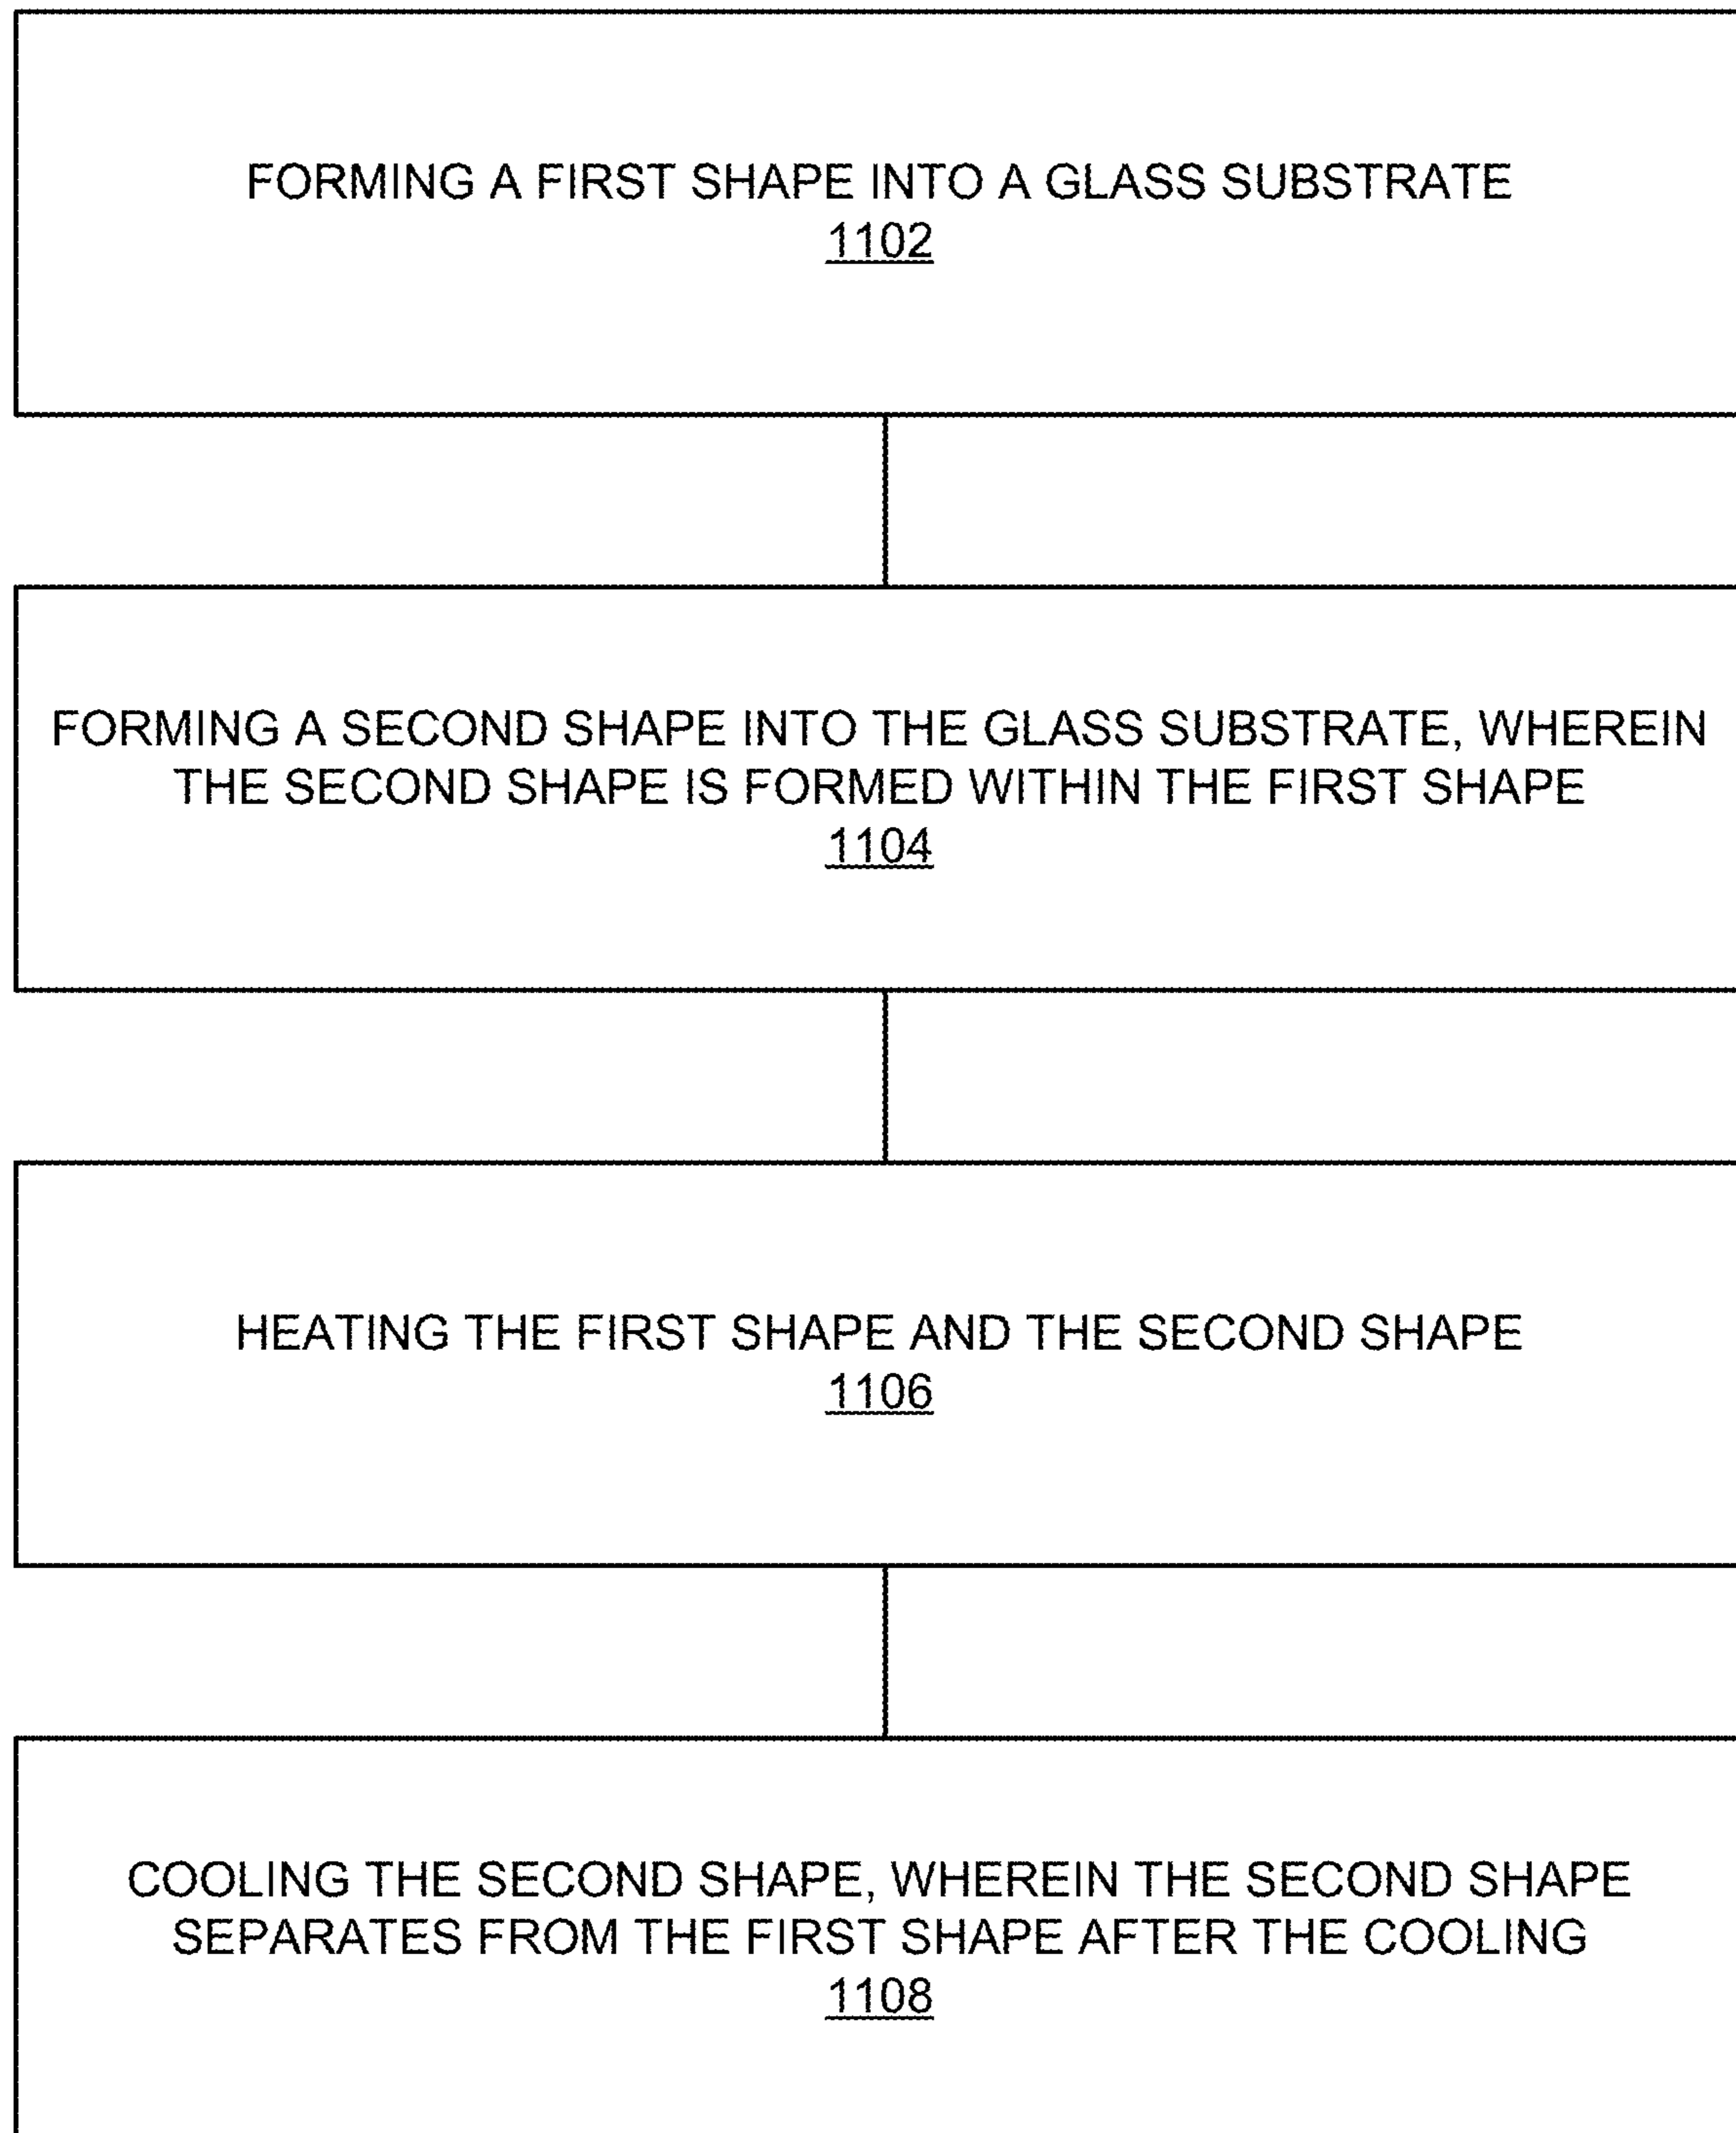 FORMING A FIRST SHAPE INTO A GLASS SUBSTRATE
1102
FORMING A SECOND SHAPE INTO THE GLASS SUBSTRATE, WHEREIN
THE SECOND SHAPE IS FORMED WITHIN THE FIRST SHAPE
1104
HEATING THE FIRST SHAPE AND THE SECOND SHAPE
1106
COOLING THE SECOND SHAPE, WHEREIN THE SECOND SHAPE
SEPARATES FROM THE FIRST SHAPE AFTER THE COOLING
1108